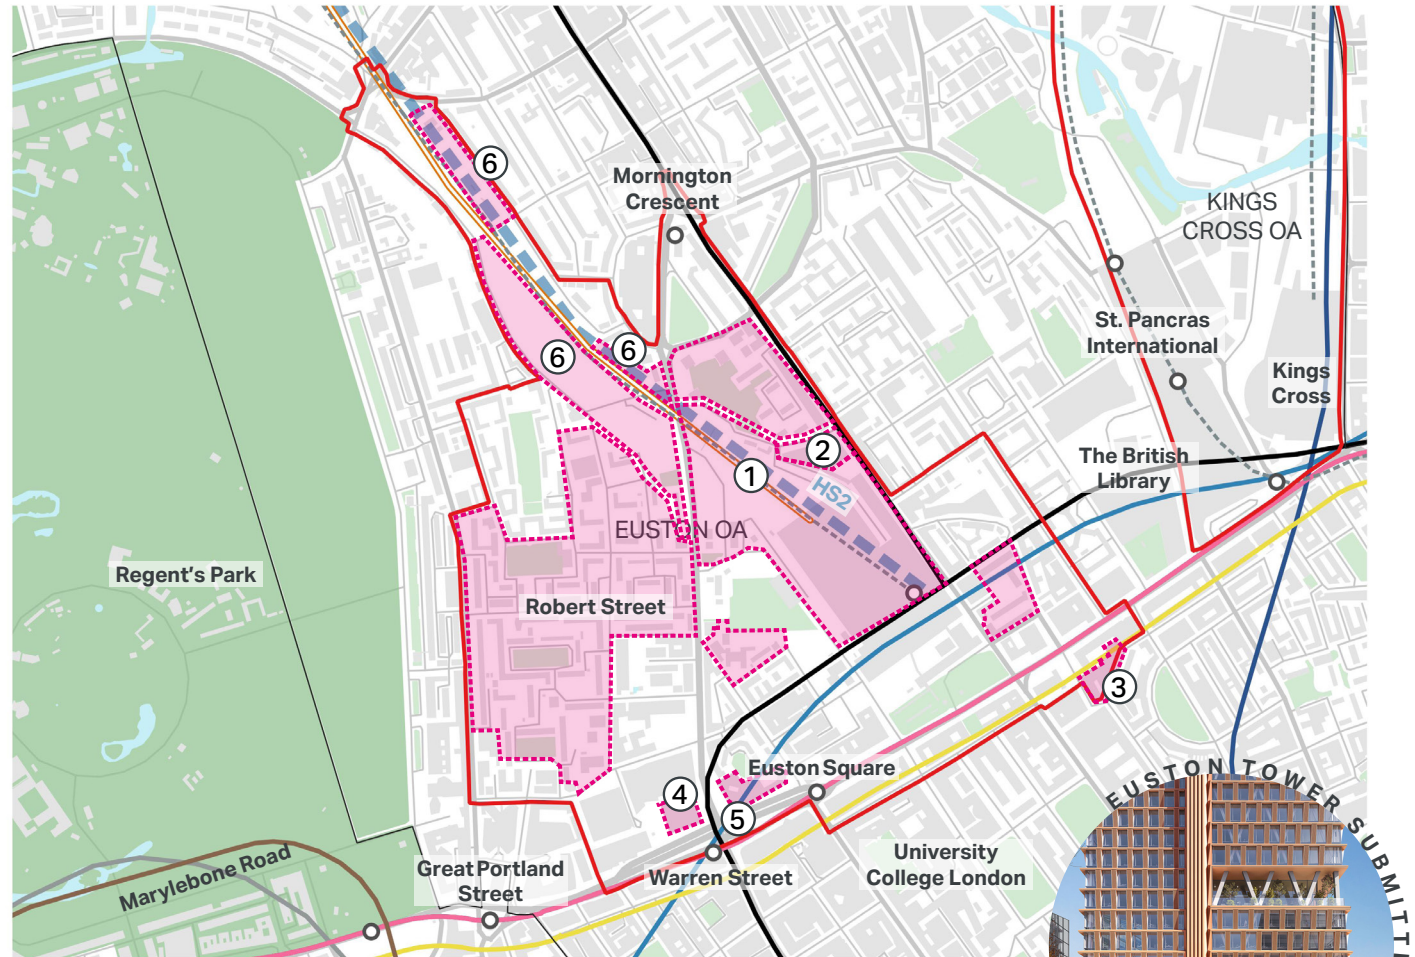 6
Mornington
Crescent
KINGS
CROSS OA
St. Pancras
International
6
6
Kings
Cross
2
The British
Library
1
HS2
EUSTON OA
Regent's Park
Robert Street
3
Euston Square
4
5
EUSTON TOWER
University
College London
Warren Street
Great Portland
Street
Marylebone Road